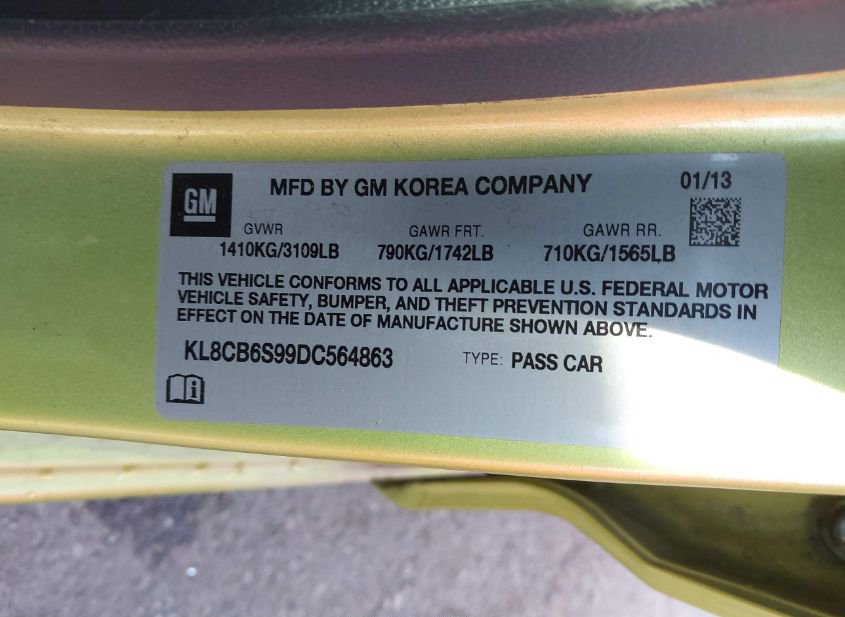 GM
MFD BY GM KOREA COMPANY
01/13
GVWR GAWR FRT. GAWR RR.
1410KG/3109LB 790KG/1742LB 710KG/1565LB
THIS VEHICLE CONFORMS TO ALL APPLICABLE U.S. FEDERAL MOTOR
VEHICLE SAFETY, BUMPER, AND THEFT PREVENTION STANDARDS IN
EFFECT ON THE DATE OF MANUFACTURE SHOWN ABOVE.
KL8CB6S99DC564863 TYPE: PASS CAR